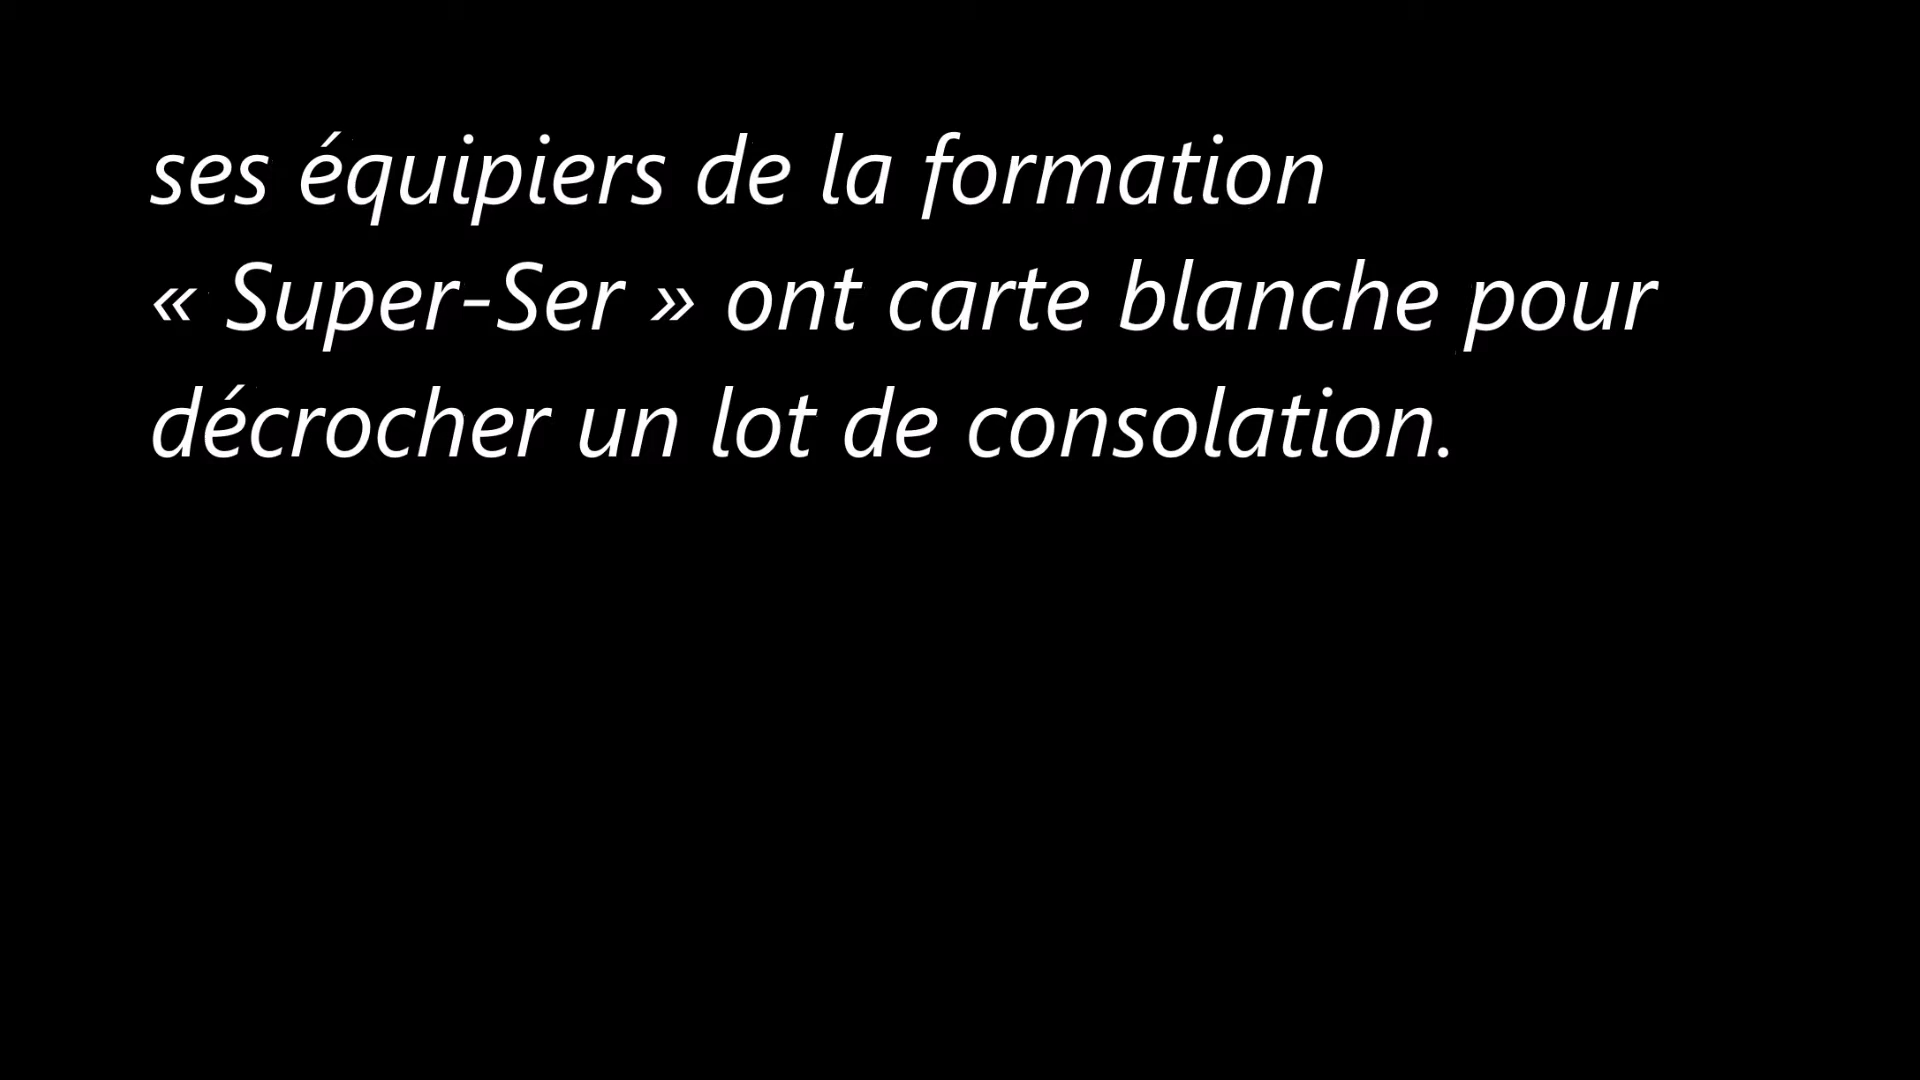 ses équipiers de la formation
« Super-Ser » ont carte blanche pour
décrocher un lot de consolation.